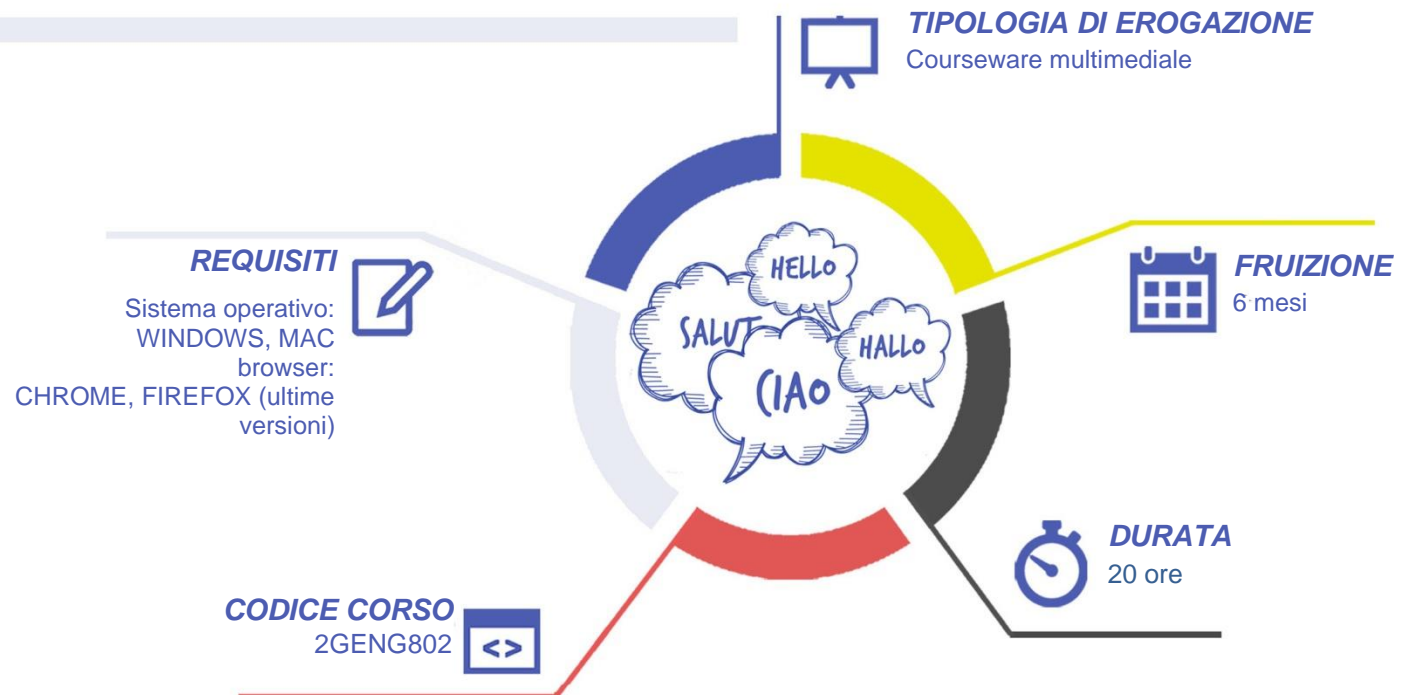 TIPOLOGIA DI EROGAZIONE
Courseware multimediale
REQUISITI
Sistema operativo:
WINDOWS, MAC
browser:
CHROME, FIREFOX (ultime
versioni)
HELLO
SALUT
HALLO
CIAO
FRUIZIONE
6 mesi
DURATA
20 ore
CODICE CORSO
2GENG802
<>